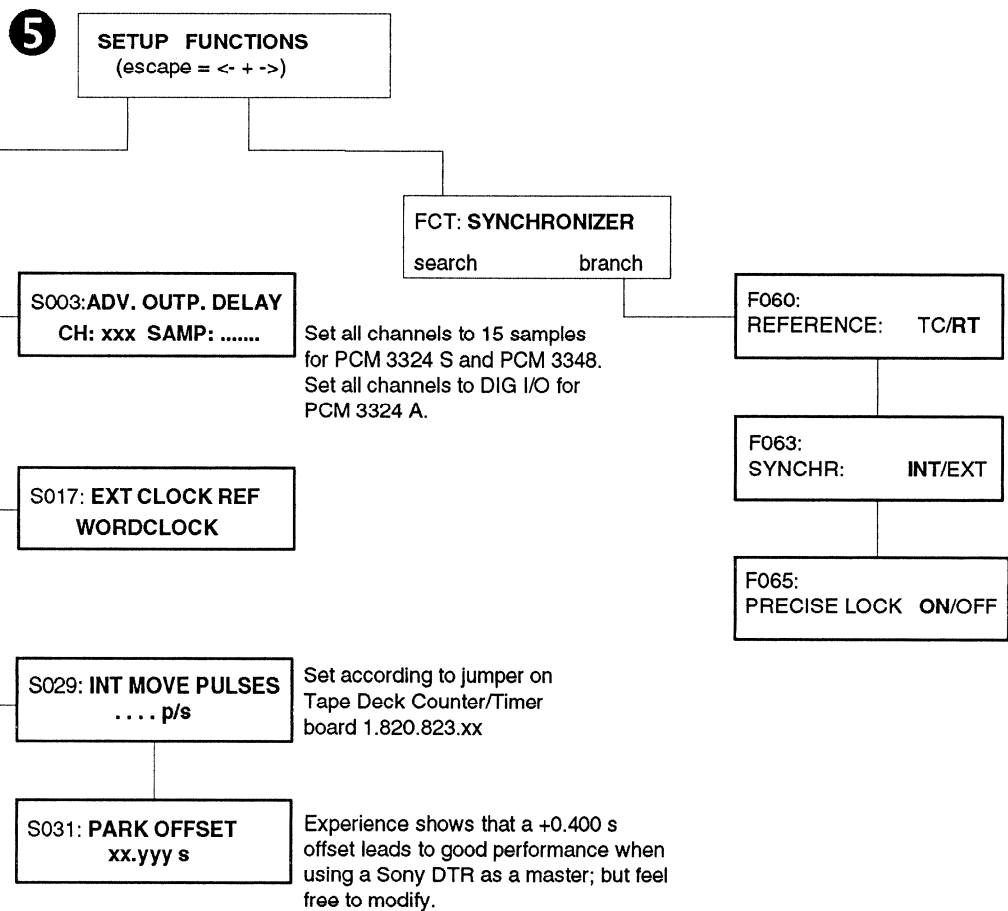 5
SETUP FUNCTIONS
(escape = <- + ->)
FCT: SYNCHRONIZER
search branch
S003:ADV. OUTP. DELAY
CH: xxx SAMP: .......
Set all channels to 15 samples
for PCM 3324 S and PCM 3348.
Set all channels to DIG I/O for
PCM 3324 A.
F060:
REFERENCE: TC/RT
F063:
SYNCHR: INT/EXT
S017: EXT CLOCK REF
WORDCLOCK
F065:
PRECISE LOCK ON/OFF
S029: INT MOVE PULSES
. . . . p/s
Set according to jumper on
Tape Deck Counter/Timer
board 1.820.823.xx
S031: PARK OFFSET
xx.yyy s
Experience shows that a +0.400 s
offset leads to good performance when
using a Sony DTR as a master; but feel
free to modify.